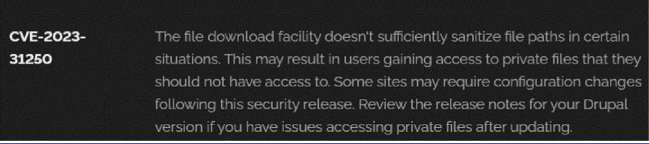 CVE-2023-
31250
The file download facility doesn't sufficiently sanitize file paths in certain
situations. This may result in users gaining access to private files that they
should not have access to. Some sites may require configuration changes
following this security release. Review the release notes for your Drupal
version if you have issues accessing private files after updating.